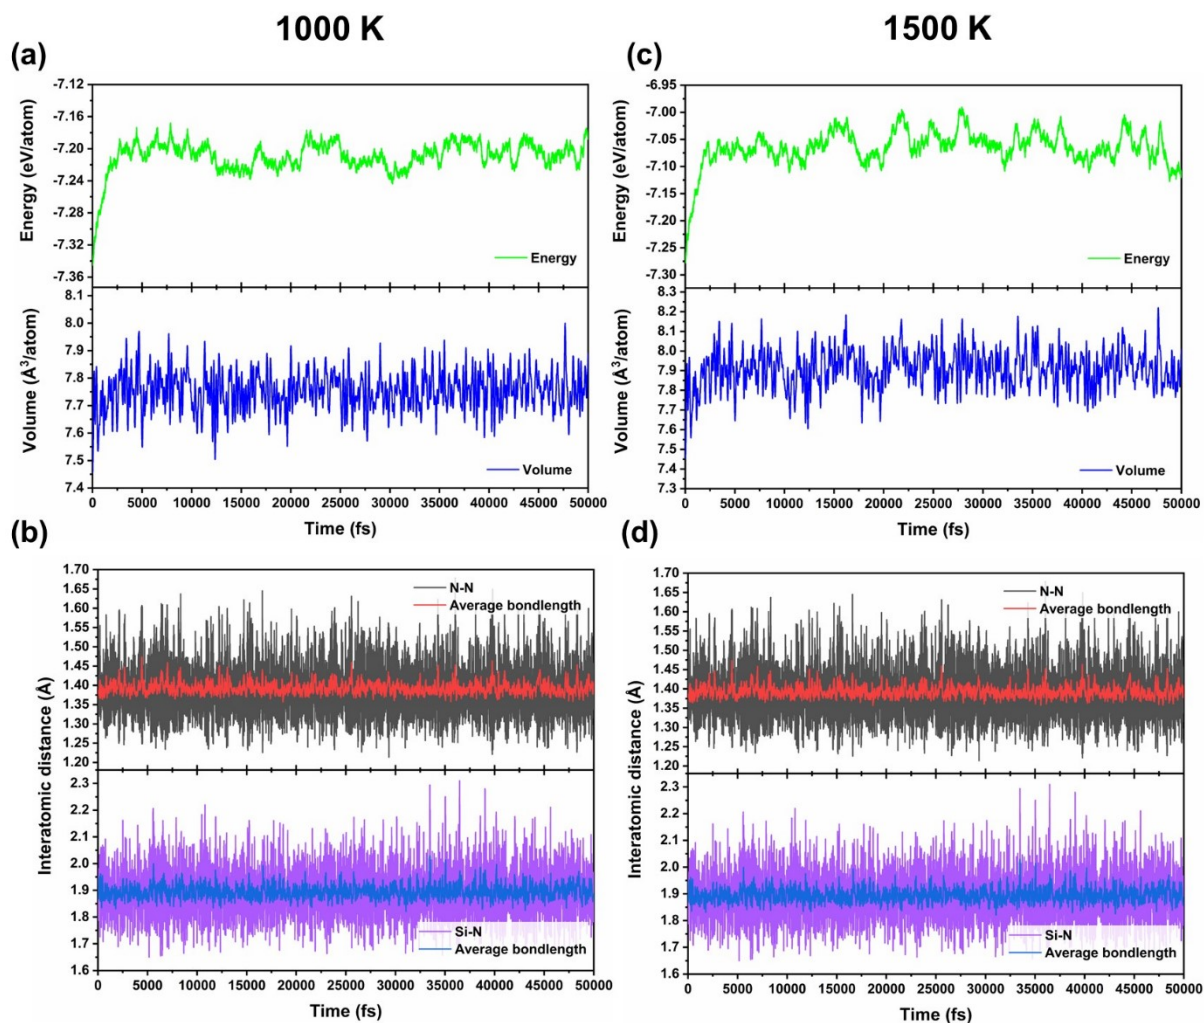 1000 K
1500 K
(a)
-7.12
-7.16
-7.20
-7.24
-7.28
-7.32
-7.36
Energy (eV/atom)
Energy
8.1
8.0
7.9
7.8
7.7
7.6
7.5
7.4
Volume (Å³/atom)
Volume
0 5000 10000 15000 20000 25000 30000 35000 40000 45000 50000
Time (fs)
(c)
-6.95
-7.00
-7.05
-7.10
-7.15
-7.20
-7.25
-7.30
Energy (eV/atom)
Energy
8.3
8.2
8.1
8.0
7.9
7.8
7.7
7.6
7.5
7.4
7.3
Volume (Å³/atom)
Volume
0 5000 10000 15000 20000 25000 30000 35000 40000 45000 50000
Time (fs)
(b)
1.70
1.65
1.60
1.55
1.50
1.45
1.40
1.35
1.30
1.25
1.20
N-N
Average bondlength
Interatomic distance (Å)
2.3
2.2
2.1
2.0
1.9
1.8
1.7
1.6
Si-N
Average bondlength
0 5000 10000 15000 20000 25000 30000 35000 40000 45000 50000
Time (fs)
(d)
1.70
1.65
1.60
1.55
1.50
1.45
1.40
1.35
1.30
1.25
1.20
N-N
Average bondlength
Interatomic distance (Å)
2.3
2.2
2.1
2.0
1.9
1.8
1.7
1.6
Si-N
Average bondlength
0 5000 10000 15000 20000 25000 30000 35000 40000 45000 50000
Time (fs)